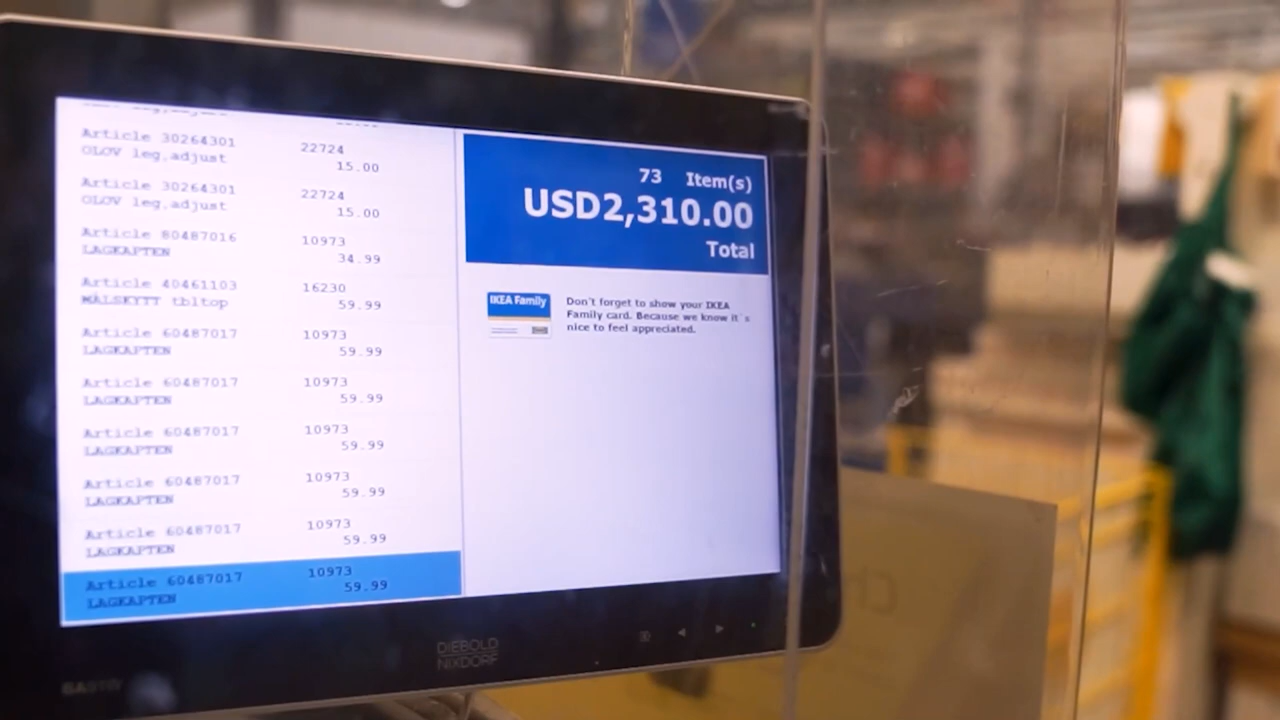 Article 30264301 22724
OLOV leg,adjust 15.00
Article 30264301 22724
OLOV leg,adjust 15.00
Article 80487016 10973
LAGKAPTEN 34.99
Article 40461103 16230
MÅLSKYTT tbltop 59.99
Article 60487017 10973
LAGKAPTEN 59.99
Article 60487017 10973
LAGKAPTEN 59.99
Article 60487017 10973
LAGKAPTEN 59.99
Article 60487017 10973
LAGKAPTEN 59.99
Article 60487017 10973
LAGKAPTEN 59.99
Article 60487017 10973
LAGKAPTEN 59.99
73 Item(s)
USD2,310.00
Total
IKEA Family
Don't forget to show your IKEA
Family card. Because we know it's
nice to feel appreciated.
DIEBOLD
NIXDORF